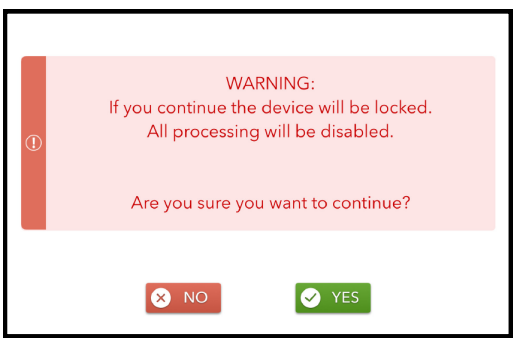 WARNING:
If you continue the device will be locked.
All processing will be disabled.
Are you sure you want to continue?
NO
YES